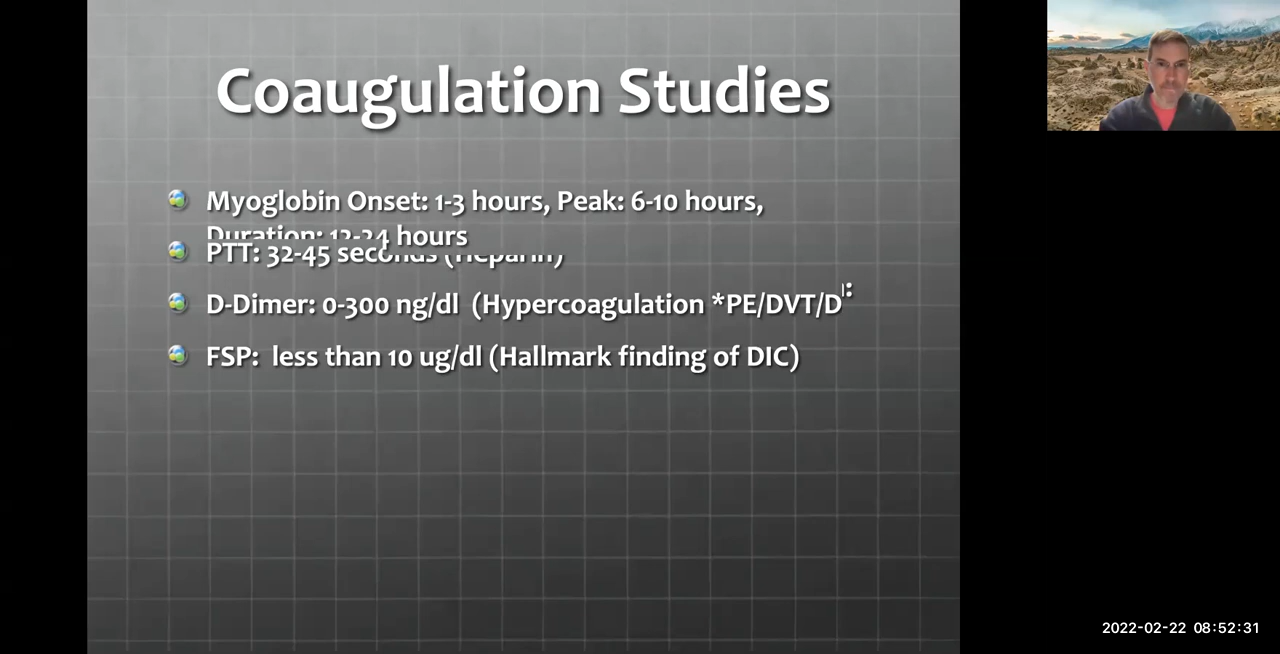 Coaugulation Studies
Myoglobin Onset: 1-3 hours, Peak: 6-10 hours,
Duration: 12-24 hours
PTT: 32-45 seconds (Heparin)
D-Dimer: 0-300 ng/dl (Hypercoagulation *PE/DVT/D
FSP: less than 10 ug/dl (Hallmark finding of DIC)
2022-02-22 08:52:31